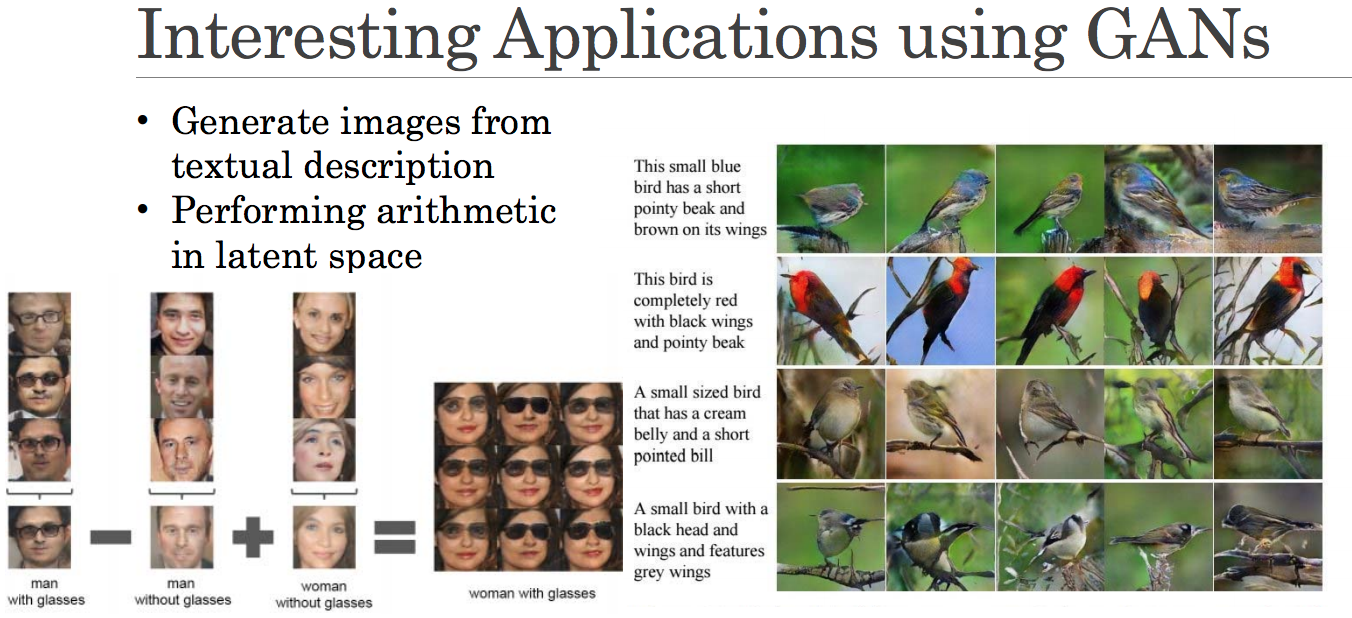 Interesting Applications using GANs
• Generate images from
textual description
• Performing arithmetic
in latent space
man
with glasses
man
without glasses
woman
without glasses
woman with glasses
This small blue
bird has a short
pointy beak and
brown on its wings
This bird is
completely red
with black wings
and pointy beak
A small sized bird
that has a cream
belly and a short
pointed bill
A small bird with a
black head and
wings and features
grey wings